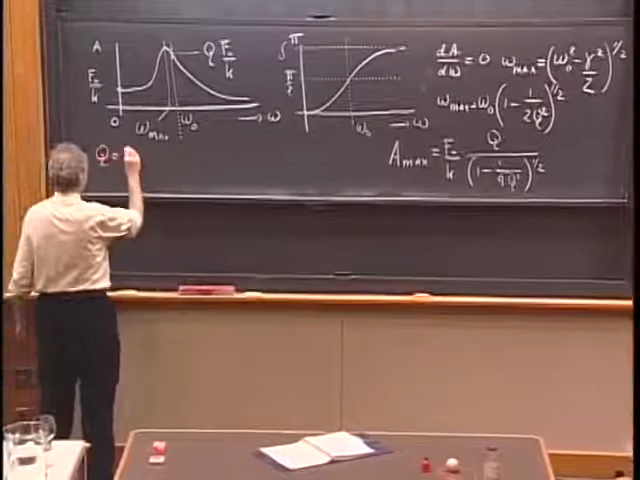 A
Q F₀/k
F₀/k
0 ω_max ω₀ → ω
δ π
π/2
ω₀ → ω
dA/dω = 0 ω_max = (ω₀² − γ²/2)^1/2
ω_max = ω₀ (1 − 1/2Q²)^1/2
A_max = F₀/k Q/(1 − 1/4Q²)^1/2
Q =